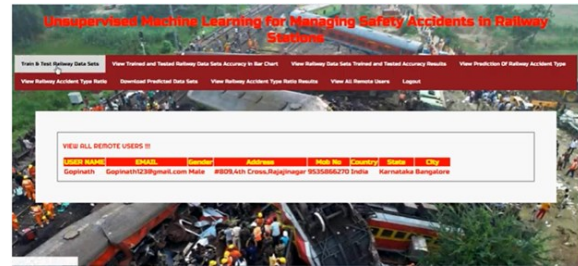 Unsupervised Machine Learning for Managing Safety Accidents in Railway
Stations
Train & Test Railway Data Sets View Trained and Tested Railway Data Sets Accuracy in Bar Chart View Railway Data Sets Trained and Tested Accuracy Results View Prediction Of Railway Accident Type
View Railway Accident Type Ratio Download Predicted Data Sets View Railway Accident Type Ratio Results View All Remote Users Logout
VIEW ALL REMOTE USERS !!!
USER NAME EMAIL Gender Address Mob No Country State City
Gopinath Gopinath123@gmail.com Male #809,4th Cross,Rajajinagar 9535866270 India Karnataka Bangalore